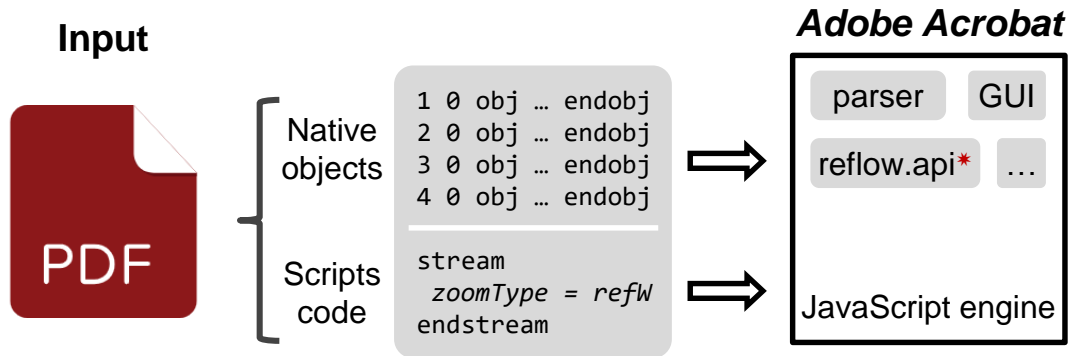 Input
PDF
Native
objects
Scripts
code
1 0 obj … endobj
2 0 obj … endobj
3 0 obj … endobj
4 0 obj … endobj
stream
zoomType = refW
endstream
Adobe Acrobat
parser
GUI
reflow.api*
…
JavaScript engine